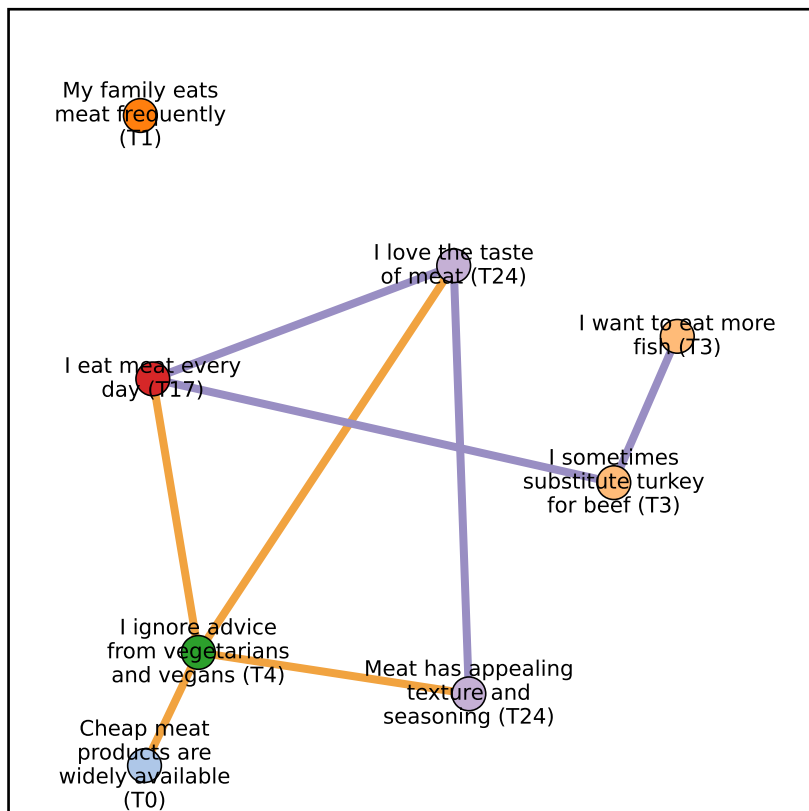 My family eats
meat frequently
(T1)
I love the taste
of meat (T24)
I want to eat more
fish (T3)
I eat meat every
day (T17)
I sometimes
substitute turkey
for beef (T3)
I ignore advice
from vegetarians
and vegans (T4)
Meat has appealing
texture and
seasoning (T24)
Cheap meat
products are
widely available
(T0)